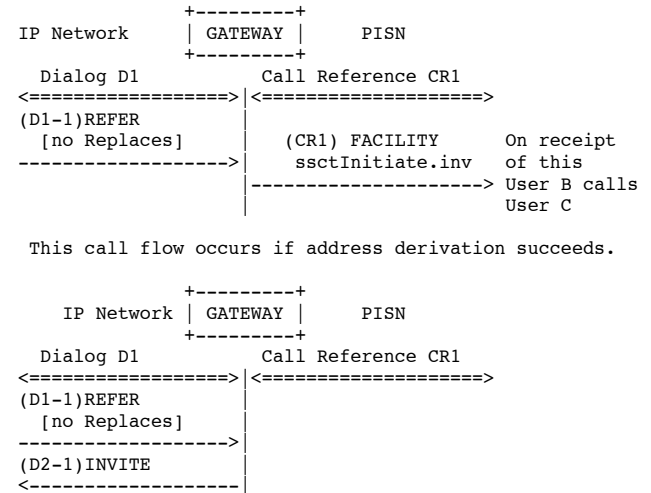 +---------+
IP Network          | GATEWAY |      PISN
                    +---------+
  Dialog D1                 Call Reference CR1
<==================>|<====================>
(D1-1)REFER         |
  [no Replaces]     |   (CR1) FACILITY      On receipt
------------------->|    ssctInitiate.inv   of this
                    |---------------------> User B calls
                    |                       User C
This call flow occurs if address derivation succeeds.
                    +---------+
     IP Network     | GATEWAY |      PISN
                    +---------+
  Dialog D1                 Call Reference CR1
<==================>|<====================>
(D1-1)REFER         |
  [no Replaces]     |
------------------->|
(D2-1)INVITE        |
<-------------------|